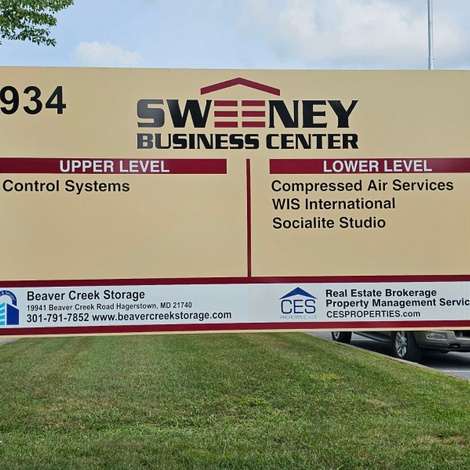 934
SWEENEY
BUSINESS CENTER
UPPER LEVEL
Control Systems
LOWER LEVEL
Compressed Air Services
WIS International
Socialite Studio
Beaver Creek Storage
19941 Beaver Creek Road Hagerstown, MD 21740
301-791-7852 www.beavercreekstorage.com
CES
PROPERTIES, LLC
Real Estate Brokerage
Property Management Servic
CESPROPERTIES.com